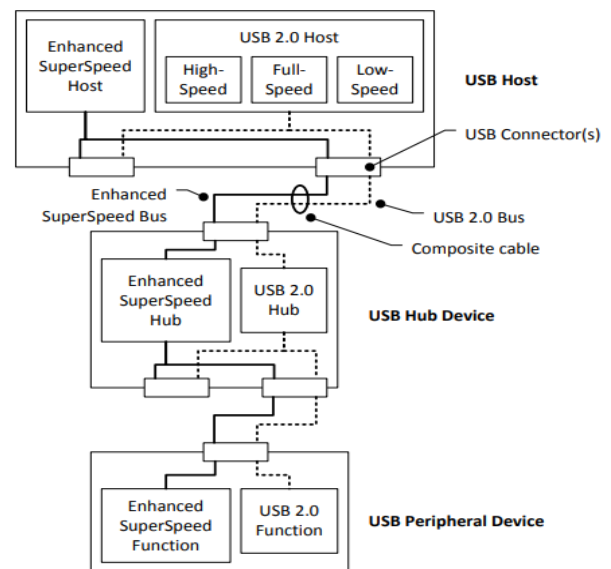 Enhanced
SuperSpeed
Host
USB 2.0 Host
High-
Speed
Full-
Speed
Low-
Speed
USB Host
USB Connector(s)
Enhanced
SuperSpeed Bus
USB 2.0 Bus
Composite cable
Enhanced
SuperSpeed
Hub
USB 2.0
Hub
USB Hub Device
Enhanced
SuperSpeed
Function
USB 2.0
Function
USB Peripheral Device